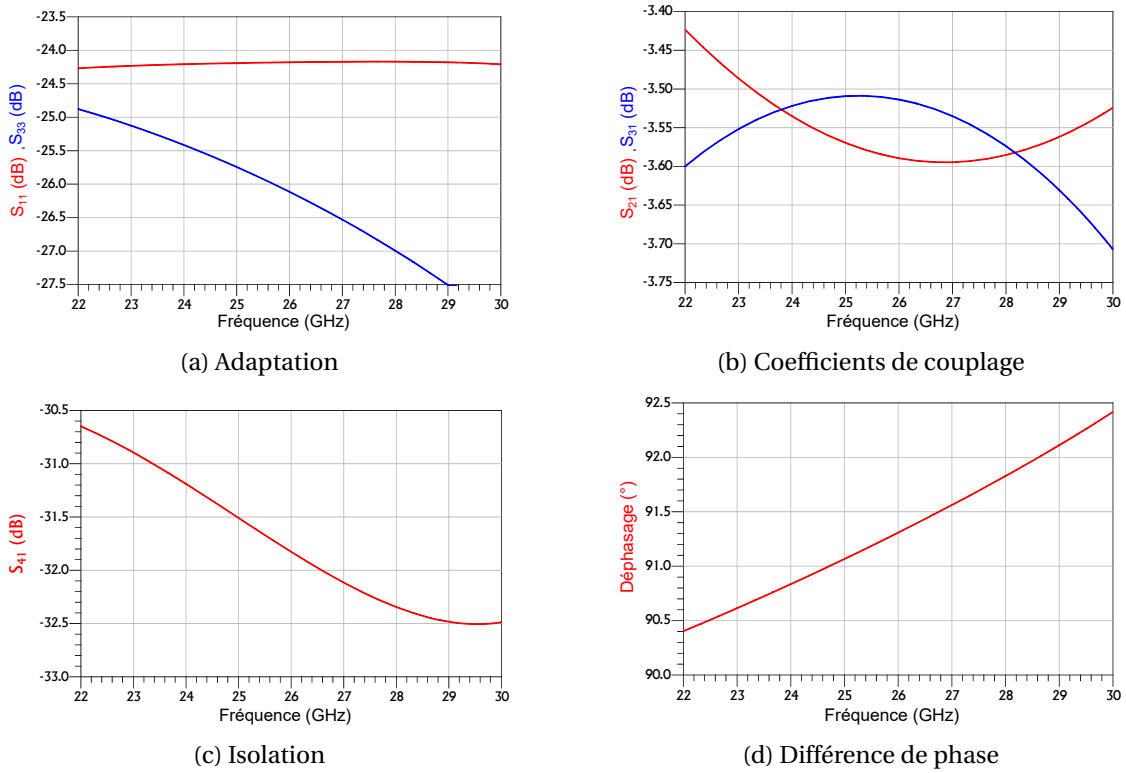 -23.5
-24.0
-24.5
-25.0
-25.5
-26.0
-26.5
-27.0
-27.5
S11 (dB) ,S33 (dB)
22 23 24 25 26 27 28 29 30
Fréquence (GHz)
(a) Adaptation
-3.40
-3.45
-3.50
-3.55
-3.60
-3.65
-3.70
-3.75
S21 (dB) ,S31 (dB)
22 23 24 25 26 27 28 29 30
Fréquence (GHz)
(b) Coefficients de couplage
-30.5
-31.0
-31.5
-32.0
-32.5
-33.0
S41 (dB)
22 23 24 25 26 27 28 29 30
Fréquence (GHz)
(c) Isolation
92.5
92.0
91.5
91.0
90.5
90.0
Déphasage (°)
22 23 24 25 26 27 28 29 30
Fréquence (GHz)
(d) Différence de phase